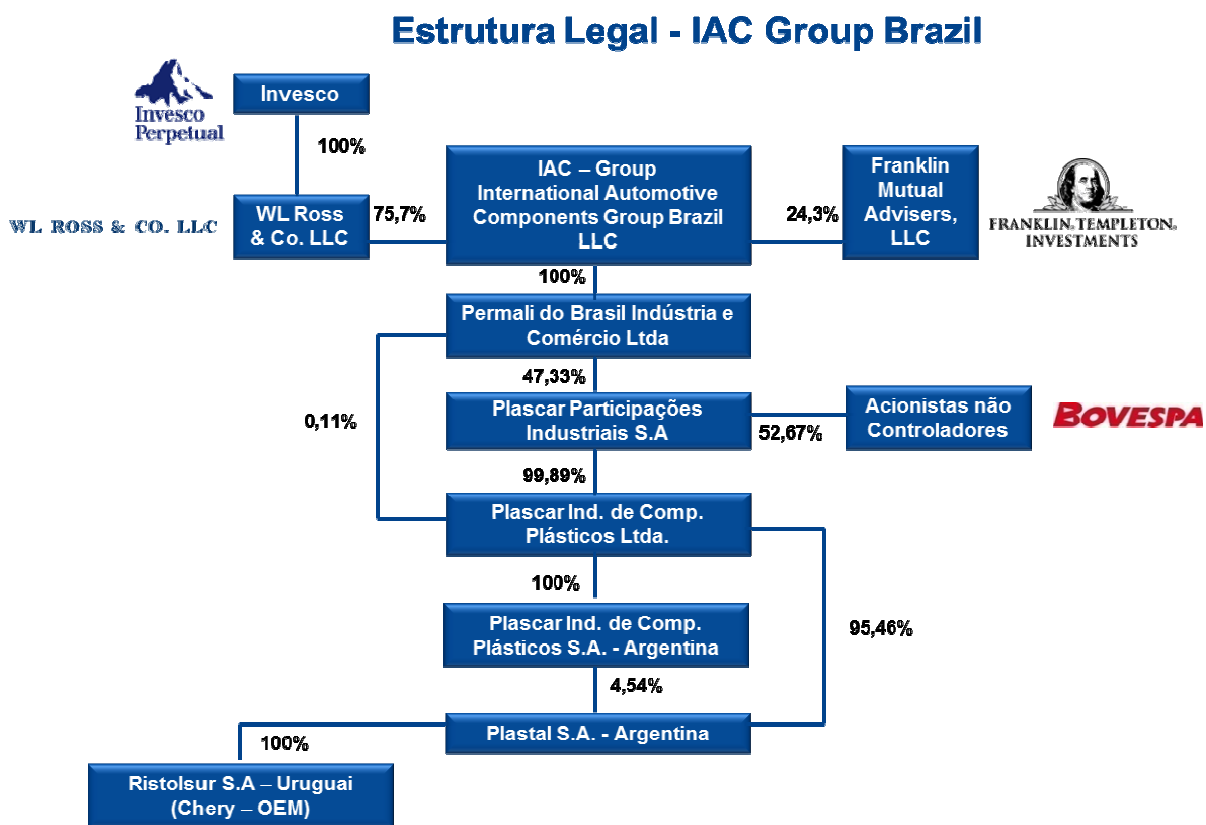 Estrutura Legal - IAC Group Brazil
Invesco
Perpetual
Invesco
100%
WL ROSS & CO. LLC
WL Ross
& Co. LLC
75,7%
IAC – Group
International Automotive
Components Group Brazil
LLC
24,3%
Franklin
Mutual
Advisers,
LLC
FRANKLIN TEMPLETON
INVESTMENTS
100%
Permali do Brasil Indústria e
Comércio Ltda
47,33%
0,11%
Plascar Participações
Industriais S.A
52,67%
Acionistas não
Controladores
BOVESPA
99,89%
Plascar Ind. de Comp.
Plásticos Ltda.
100%
95,46%
Plascar Ind. de Comp.
Plásticos S.A. - Argentina
4,54%
Plastal S.A. - Argentina
100%
Ristolsur S.A – Uruguai
(Chery – OEM)